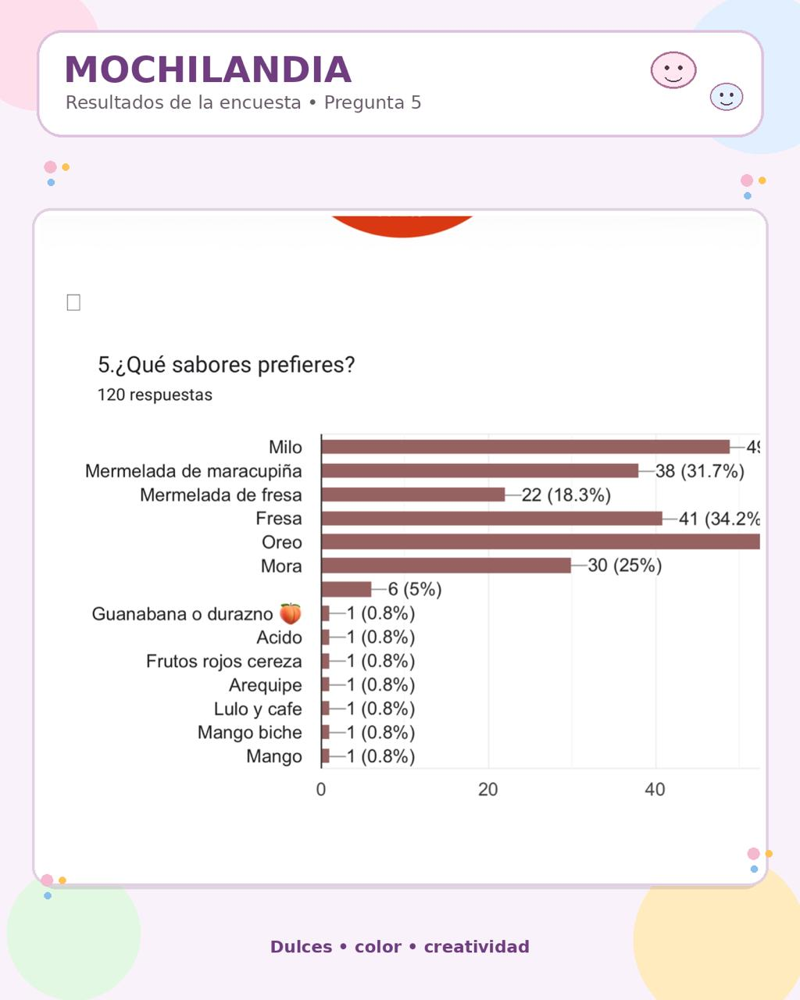 MOCHILANDIA
Resultados de la encuesta • Pregunta 5
5.¿Qué sabores prefieres?
120 respuestas
Milo 49
Mermelada de maracupiña 38 (31.7%)
Mermelada de fresa 22 (18.3%)
Fresa 41 (34.2%
Oreo
Mora 30 (25%)
6 (5%)
Guanabana o durazno 🍑 1 (0.8%)
Acido 1 (0.8%)
Frutos rojos cereza 1 (0.8%)
Arequipe 1 (0.8%)
Lulo y cafe 1 (0.8%)
Mango biche 1 (0.8%)
Mango 1 (0.8%)
0 20 40
Dulces • color • creatividad